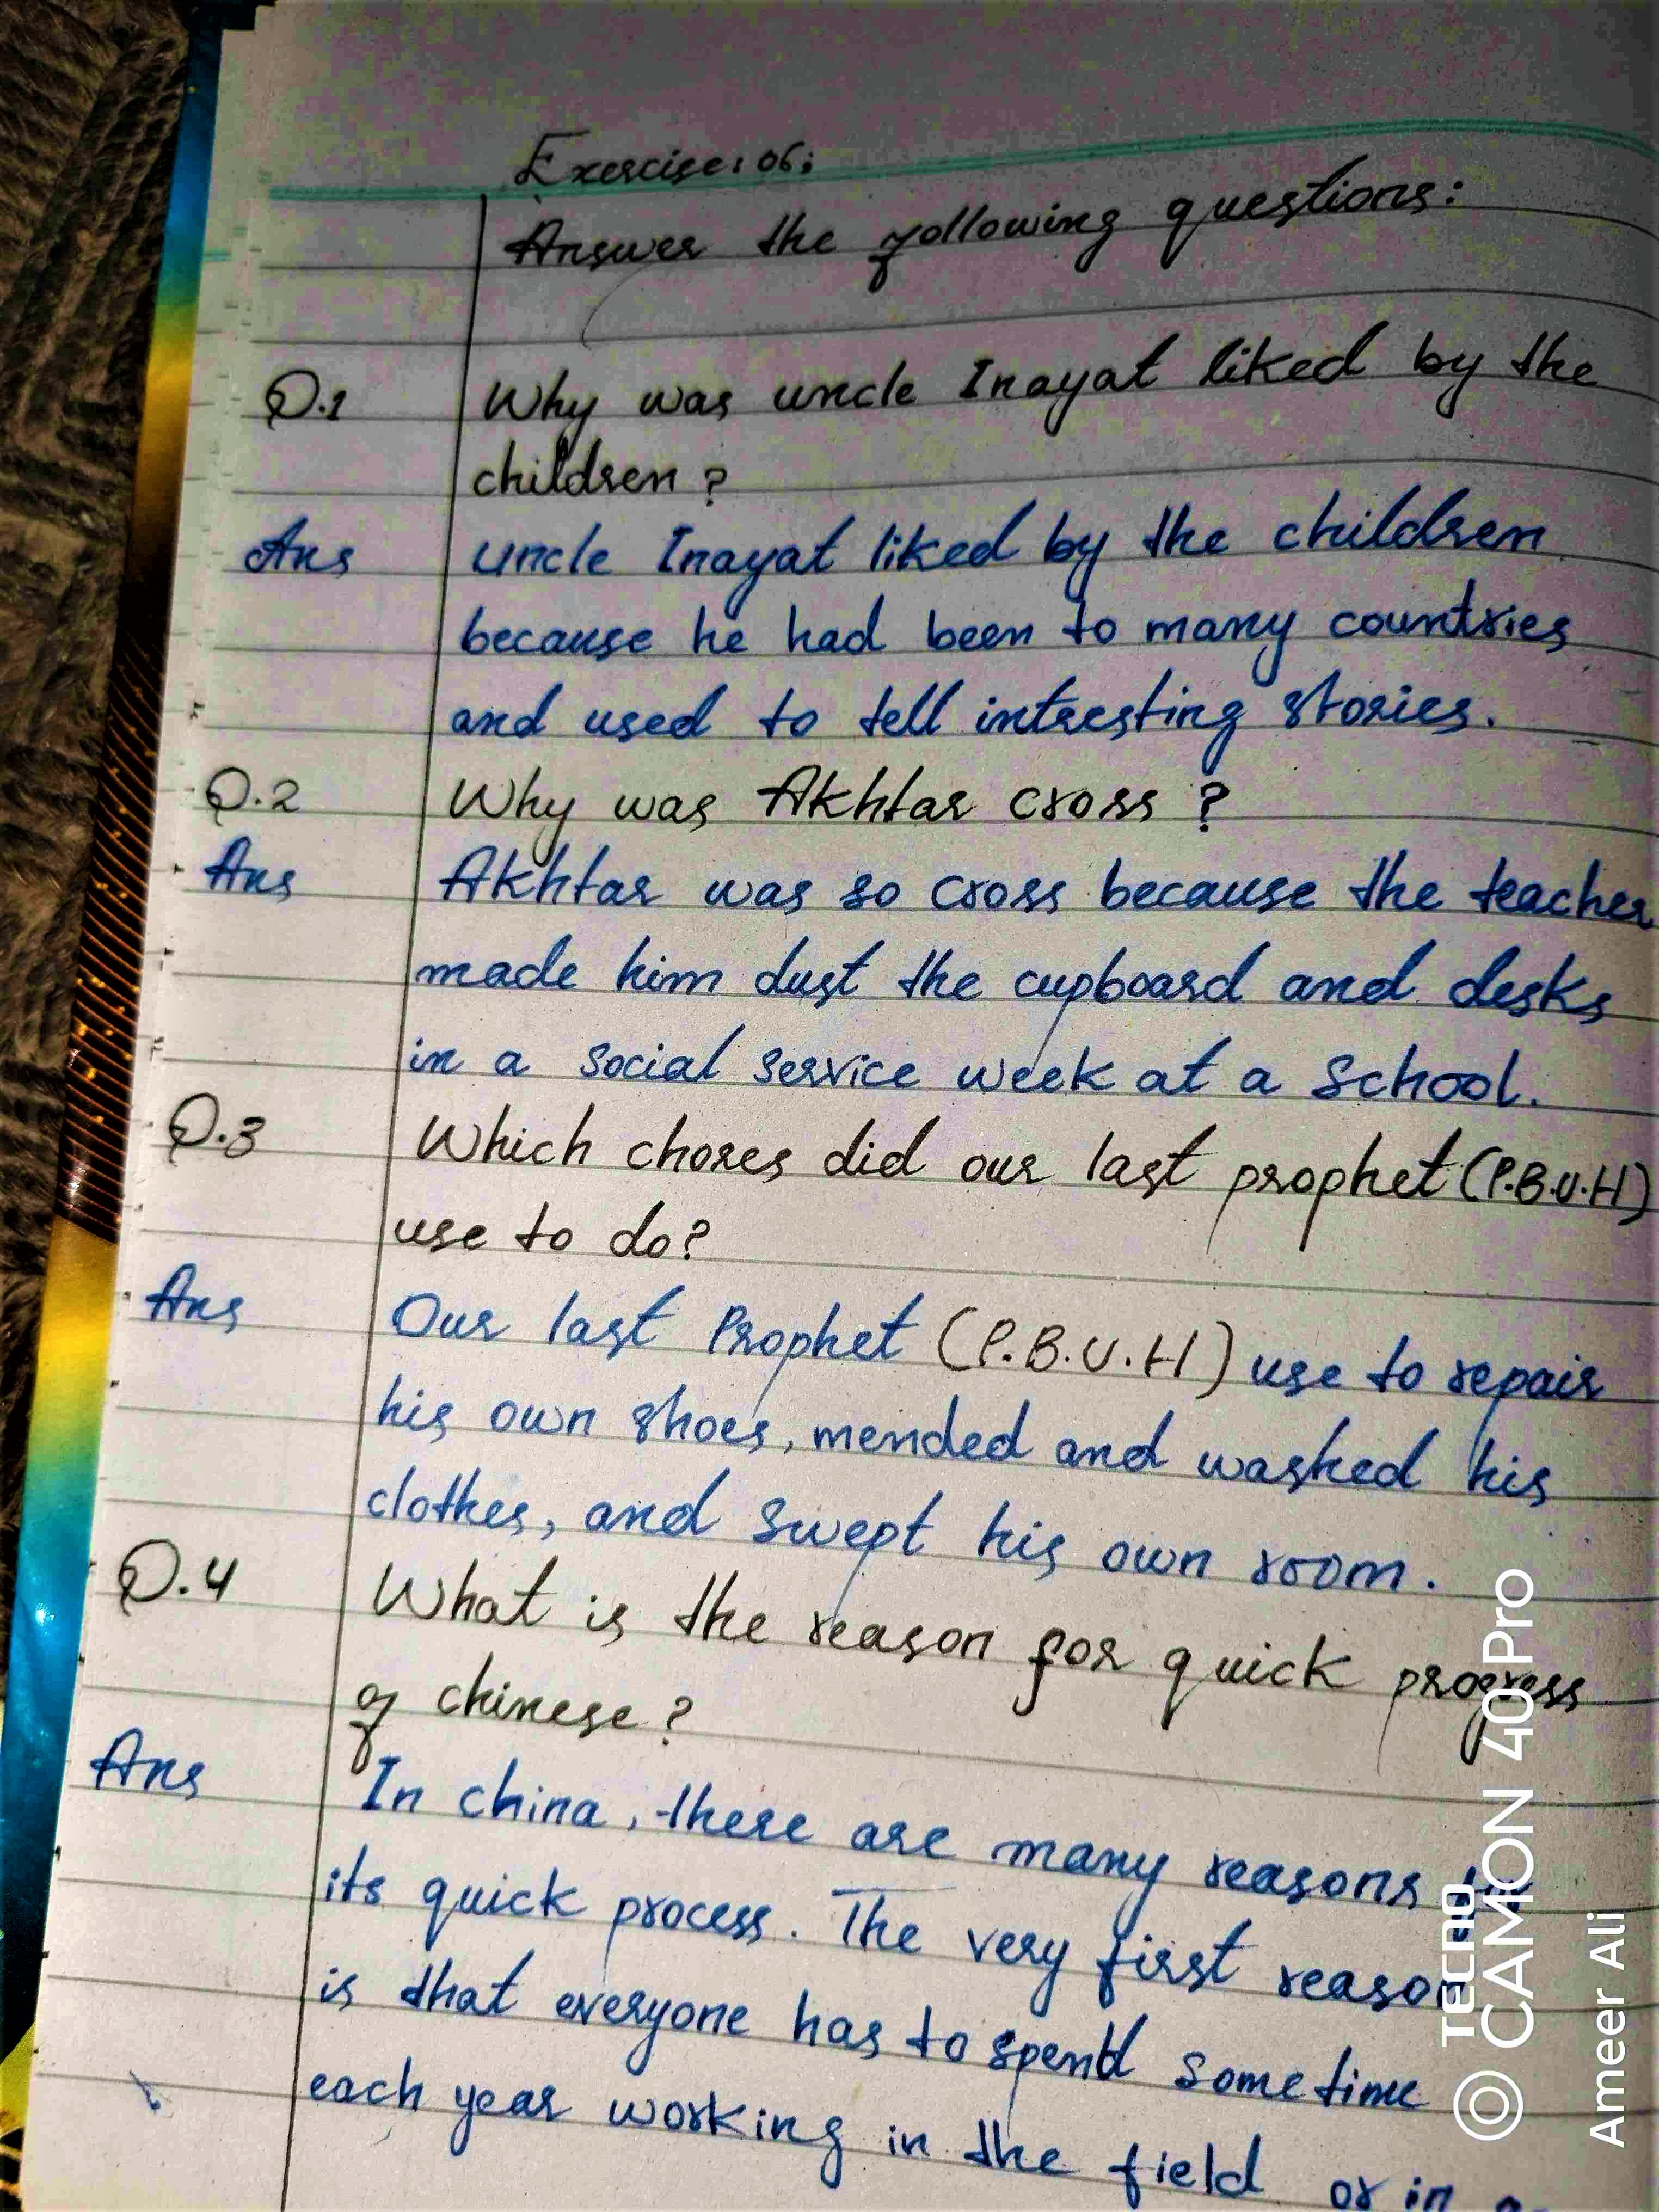 Exercise: 06:
Answer the following questions:
Q.1 Why was uncle Inayat liked by the
children?
Ans uncle Inayat liked by the children
because he had been to many countries
and used to tell intresting stories.
Q.2 Why was Akhtar cross?
Ans Akhtar was so cross because the teacher
made him dust the cupboard and desks
in a social service week at a school.
Q.3 Which chores did our last prophet (P.B.U.H)
use to do?
Ans Our last Prophet (P.B.U.H) use to repair
his own shoes, mended and washed his
clothes, and swept his own room.
Q.4 What is the reason for quick progress
of chinese?
Ans In china, there are many reasons
its quick process. The very first reason
is that everyone has to spend sometime
each year working in the field or in
TECNO
CAMON 40 Pro
Ameer Ali